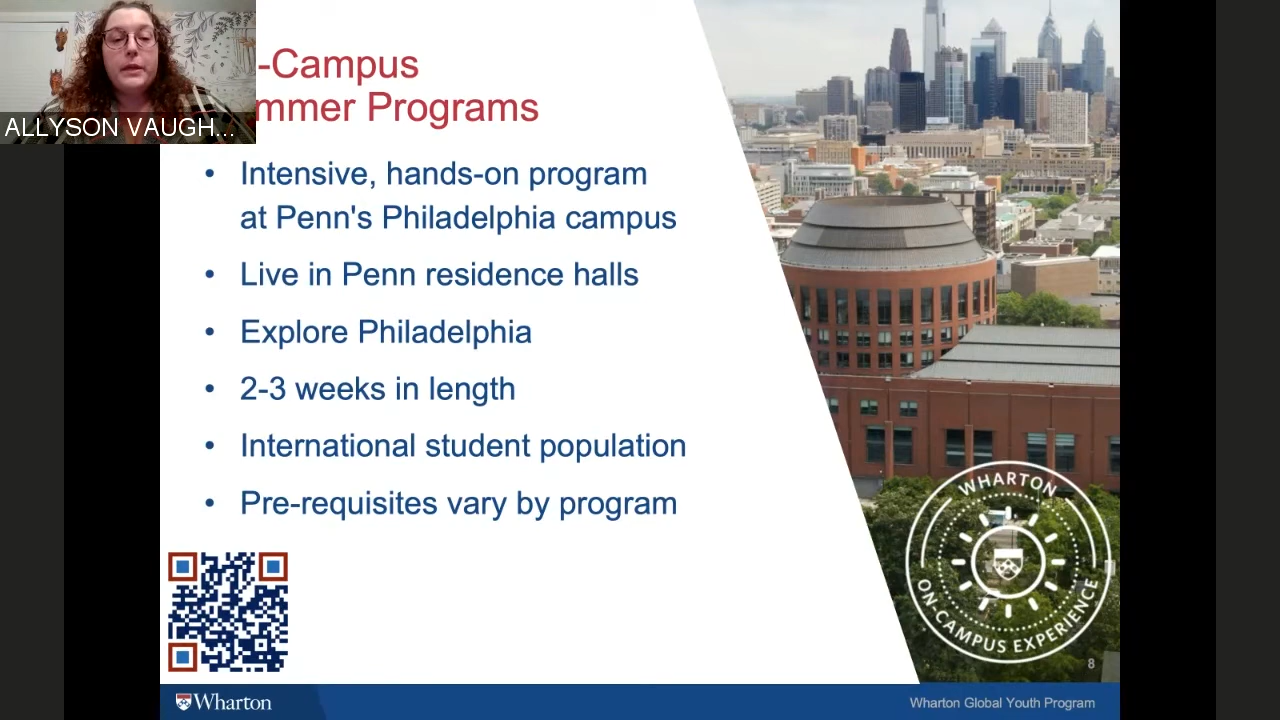 -Campus
mmer Programs
ALLYSON VAUGH...
• Intensive, hands-on program
at Penn's Philadelphia campus
• Live in Penn residence halls
• Explore Philadelphia
• 2-3 weeks in length
• International student population
• Pre-requisites vary by program
WHARTON
ON-CAMPUS EXPERIENCE
8
Wharton
Wharton Global Youth Program